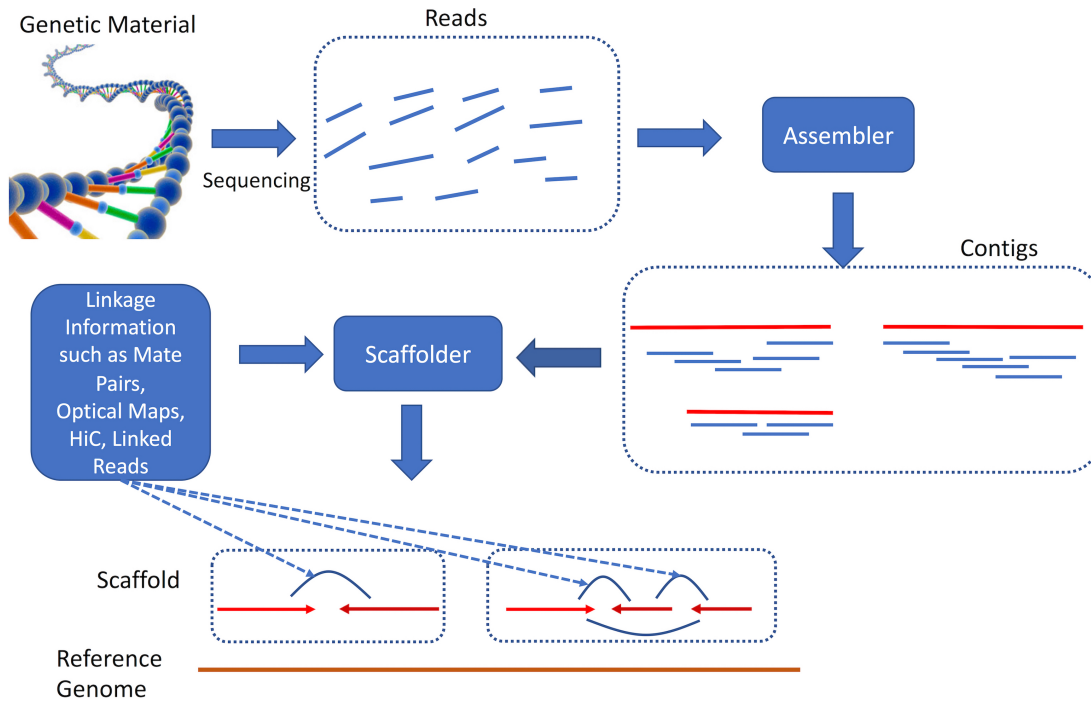 Genetic Material
Reads
Sequencing
Assembler
Contigs
Linkage
Information
such as Mate
Pairs,
Optical Maps,
HiC, Linked
Reads
Scaffolder
Scaffold
Reference
Genome